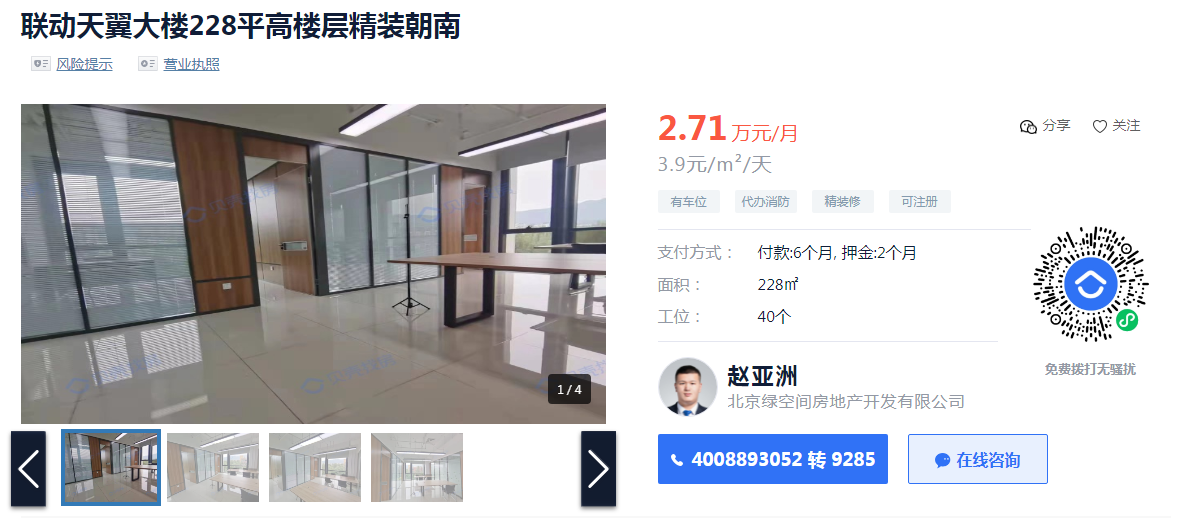 联动天翼大楼228平高楼层精装朝南
风险提示 营业执照
2.71 万元/月
分享 关注
3.9元/m²/天
有车位 代办消防 精装修 可注册
支付方式： 付款:6个月, 押金:2个月
面积： 228㎡
工位： 40个
免费拨打无骚扰
1 / 4
赵亚洲
北京绿空间房地产开发有限公司
4008893052 转 9285
在线咨询